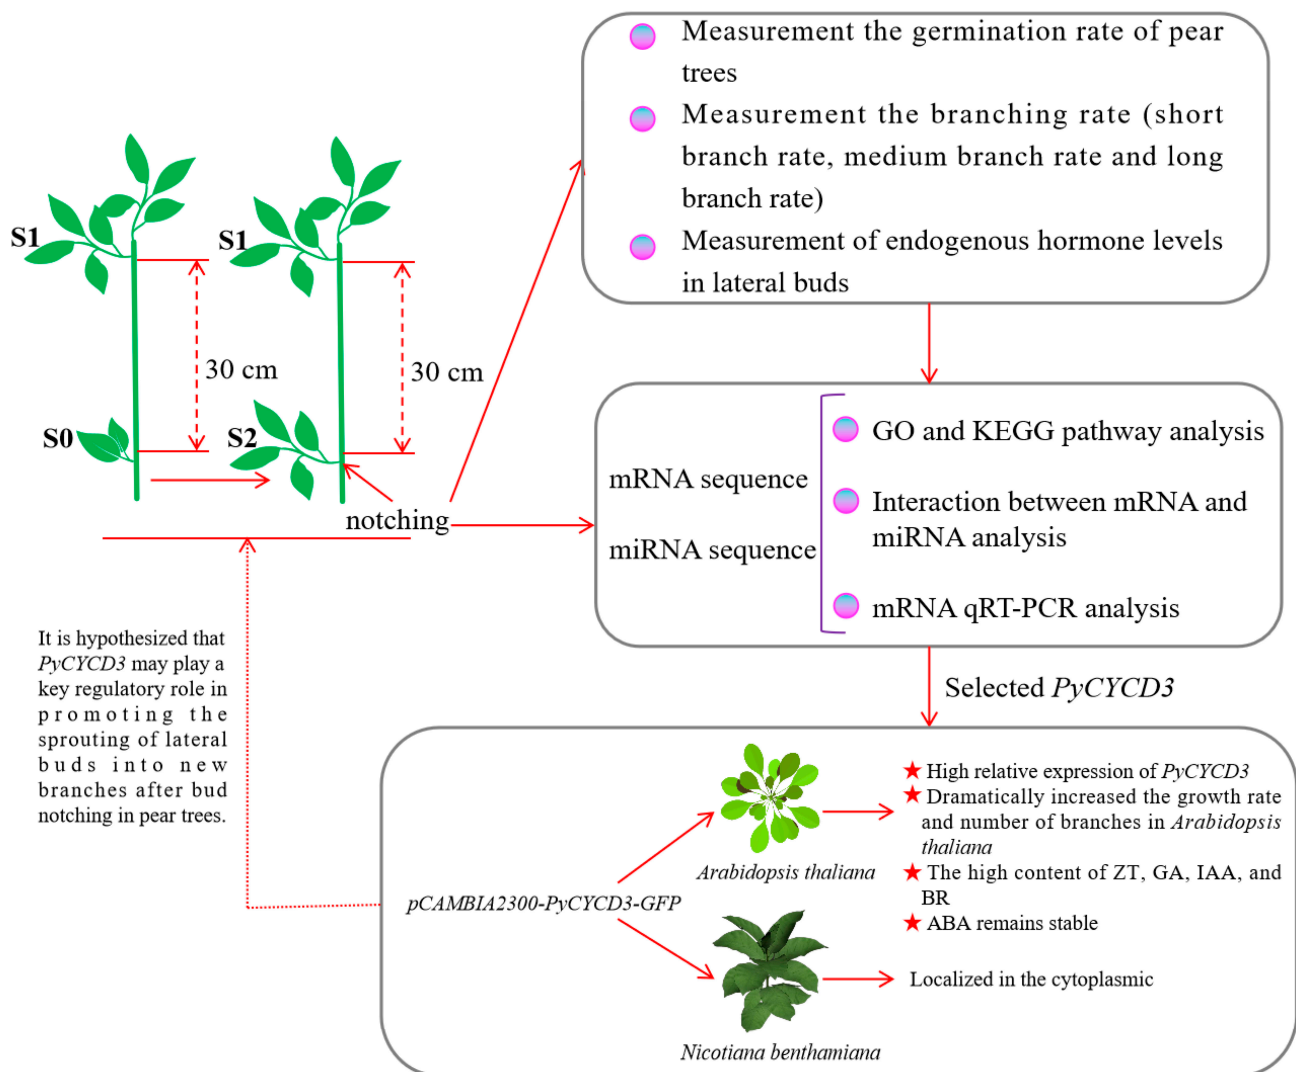 Measurement the germination rate of pear
trees
Measurement the branching rate (short
branch rate, medium branch rate and long
branch rate)
Measurement of endogenous hormone levels
in lateral buds
S1
S1
30 cm
30 cm
S0
S2
notching
mRNA sequence
miRNA sequence
GO and KEGG pathway analysis
Interaction between mRNA and
miRNA analysis
mRNA qRT-PCR analysis
Selected PyCYCD3
It is hypothesized that
PyCYCD3 may play a
key regulatory role in
promoting the
sprouting of lateral
buds into new
branches after bud
notching in pear trees.
pCAMBIA2300-PyCYCD3-GFP
Arabidopsis thaliana
High relative expression of PyCYCD3
Dramatically increased the growth rate
and number of branches in Arabidopsis
thaliana
The high content of ZT, GA, IAA, and
BR
ABA remains stable
Nicotiana benthamiana
Localized in the cytoplasmic